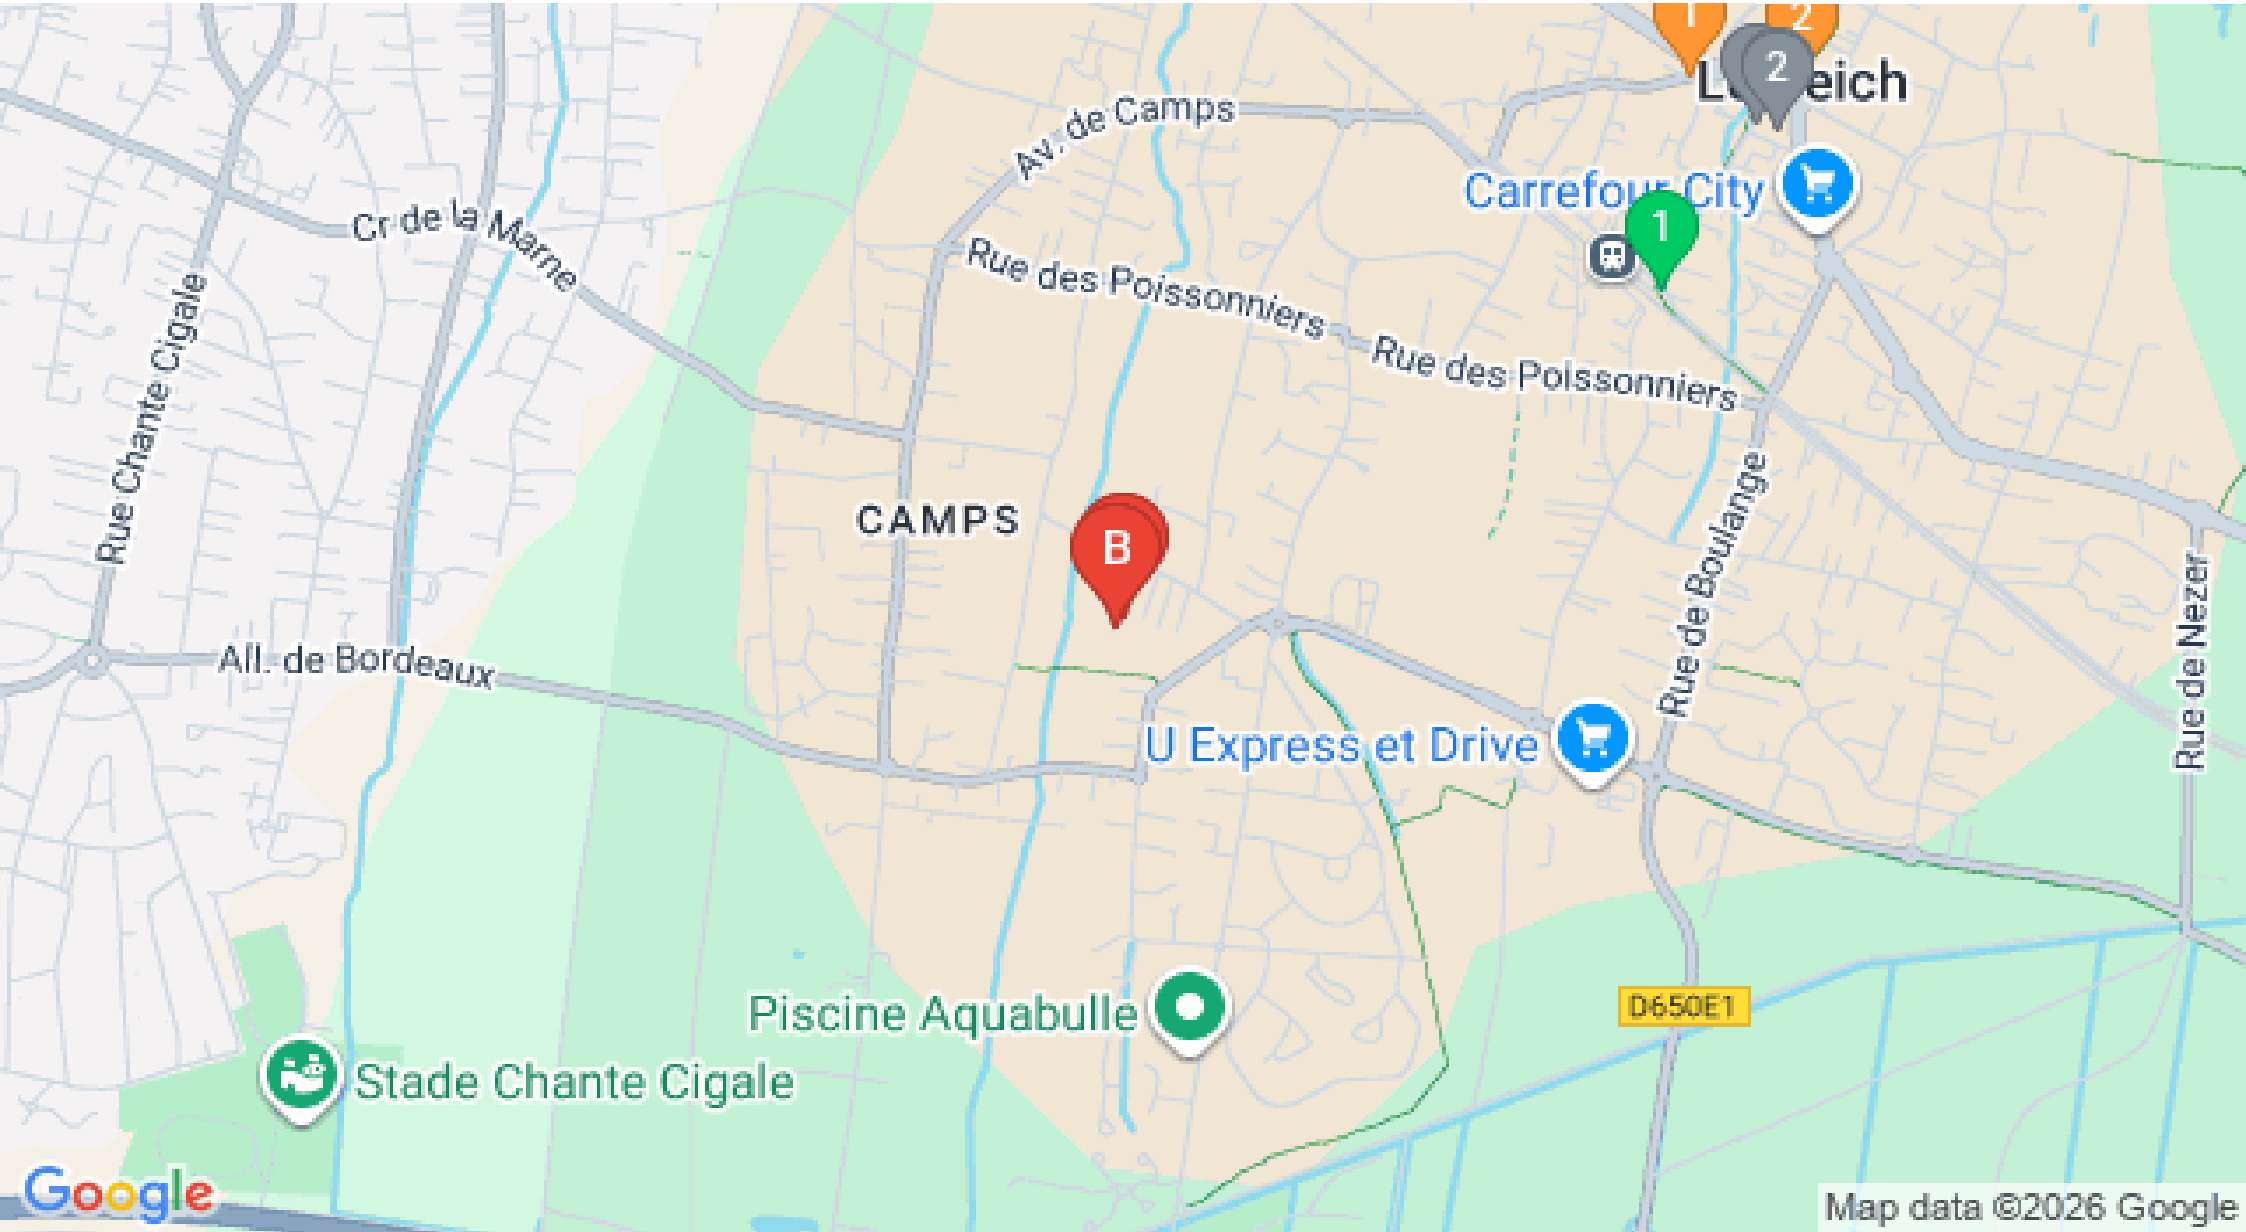 1
2
2
Av. de Camps
Carrefour City
1
Cr de la Marne
Rue des Poissonniers
Rue des Poissonniers
Rue Chante Cigale
CAMPS
B
Rue de Boulange
Rue de Nezer
All. de Bordeaux
U Express et Drive
Piscine Aquabulle
D650E1
Stade Chante Cigale
Google
Map data ©2026 Google